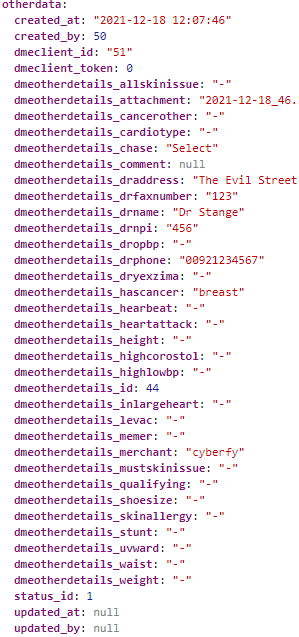 otherdata:
created_at: "2021-12-18 12:07:46"
created_by: 50
dmeclient_id: "51"
dmeclient_token: 0
dmeotherdetails_allskinissue: "-"
dmeotherdetails_attachment: "2021-12-18_46.
dmeotherdetails_cancerother: "-"
dmeotherdetails_cardiotype: "-"
dmeotherdetails_chase: "Select"
dmeotherdetails_comment: null
dmeotherdetails_draddress: "The Evil Street
dmeotherdetails_drfaxnumber: "123"
dmeotherdetails_drname: "Dr Stange"
dmeotherdetails_drnpi: "456"
dmeotherdetails_dropbp: "-"
dmeotherdetails_drphone: "00921234567"
dmeotherdetails_dryexzima: "-"
dmeotherdetails_hascancer: "breast"
dmeotherdetails_hearbeat: "-"
dmeotherdetails_heartattack: "-"
dmeotherdetails_height: "-"
dmeotherdetails_highcorostol: "-"
dmeotherdetails_highlowbp: "-"
dmeotherdetails_id: 44
dmeotherdetails_inlargeheart: "-"
dmeotherdetails_levac: "-"
dmeotherdetails_memer: "-"
dmeotherdetails_merchant: "cyberfy"
dmeotherdetails_mustskinissue: "-"
dmeotherdetails_qualifying: "-"
dmeotherdetails_shoesize: "-"
dmeotherdetails_skinallergy: "-"
dmeotherdetails_stunt: "-"
dmeotherdetails_uvward: "-"
dmeotherdetails_waist: "-"
dmeotherdetails_weight: "-"
status_id: 1
updated_at: null
updated_by: null